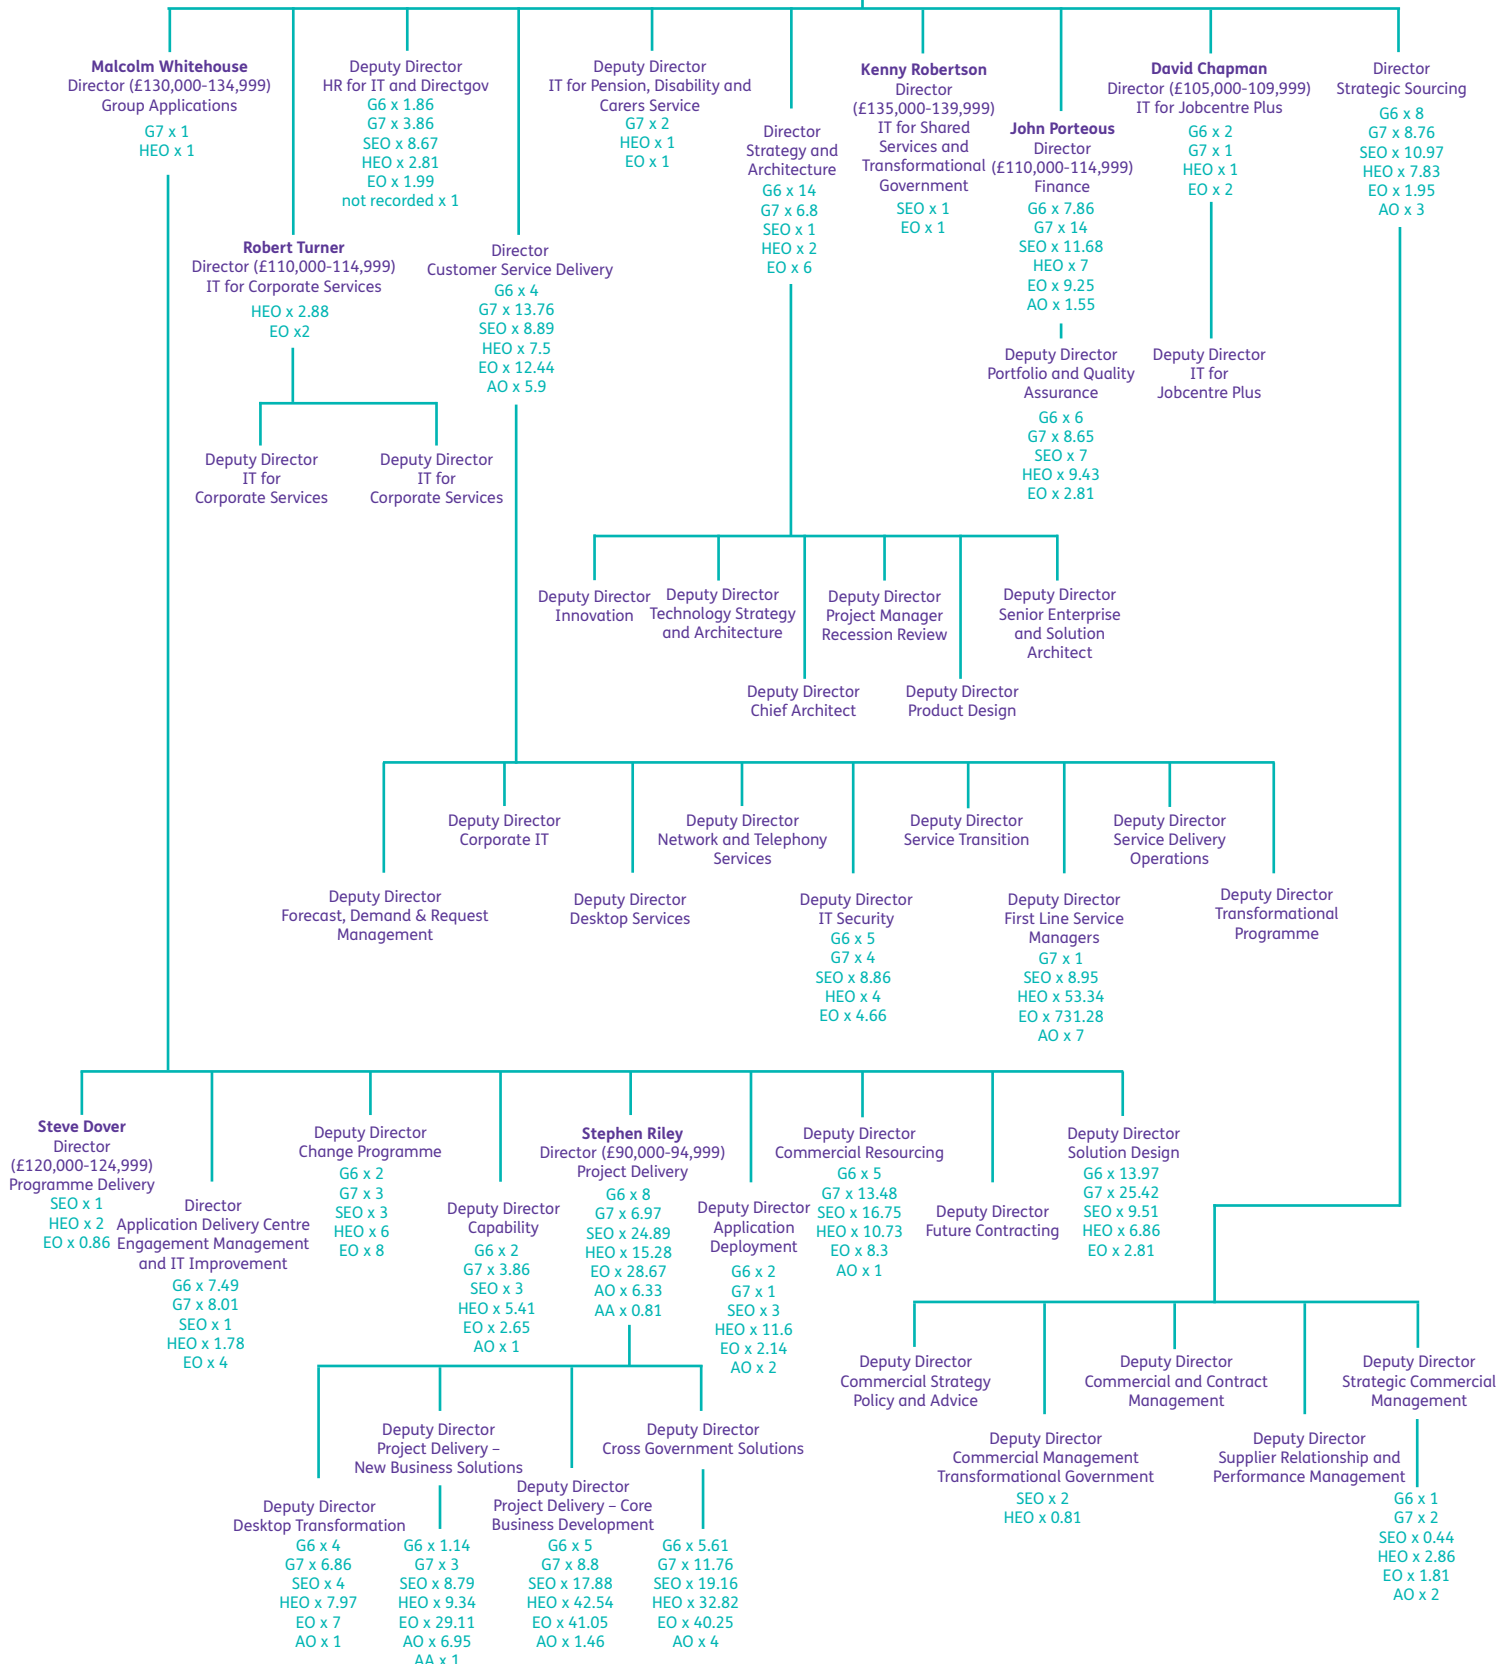 Malcolm Whitehouse
Director (£130,000-134,999)
Group Applications
G7 x 1
HEO x 1
Deputy Director
HR for IT and Directgov
G6 x 1.86
G7 x 3.86
SEO x 8.67
HEO x 2.81
EO x 1.99
not recorded x 1
Deputy Director
IT for Pension, Disability and
Carers Service
G7 x 2
HEO x 1
EO x 1
Director
Strategy and
Architecture
G6 x 14
G7 x 6.8
SEO x 1
HEO x 2
EO x 6
Kenny Robertson
Director
(£135,000-139,999)
IT for Shared
Services and
Transformational
Government
SEO x 1
EO x 1
John Porteous
Director
(£110,000-114,999)
Finance
G6 x 7.86
G7 x 14
SEO x 11.68
HEO x 7
EO x 9.25
AO x 1.55
David Chapman
Director (£105,000-109,999)
IT for Jobcentre Plus
G6 x 2
G7 x 1
HEO x 1
EO x 2
Director
Strategic Sourcing
G6 x 8
G7 x 8.76
SEO x 10.97
HEO x 7.83
EO x 1.95
AO x 3
Robert Turner
Director (£110,000-114,999)
IT for Corporate Services
HEO x 2.88
EO x2
Director
Customer Service Delivery
G6 x 4
G7 x 13.76
SEO x 8.89
HEO x 7.5
EO x 12.44
AO x 5.9
Deputy Director
Portfolio and Quality
Assurance
G6 x 6
G7 x 8.65
SEO x 7
HEO x 9.43
EO x 2.81
Deputy Director
IT for
Jobcentre Plus
Deputy Director
IT for
Corporate Services
Deputy Director
IT for
Corporate Services
Deputy Director
Innovation
Deputy Director
Technology Strategy
and Architecture
Deputy Director
Project Manager
Recession Review
Deputy Director
Senior Enterprise
and Solution
Architect
Deputy Director
Chief Architect
Deputy Director
Product Design
Deputy Director
Corporate IT
Deputy Director
Network and Telephony
Services
Deputy Director
Service Transition
Deputy Director
Service Delivery
Operations
Deputy Director
Forecast, Demand & Request
Management
Deputy Director
Desktop Services
Deputy Director
IT Security
G6 x 5
G7 x 4
SEO x 8.86
HEO x 4
EO x 4.66
Deputy Director
First Line Service
Managers
G7 x 1
SEO x 8.95
HEO x 53.34
EO x 731.28
AO x 7
Deputy Director
Transformational
Programme
Steve Dover
Director
(£120,000-124,999)
Programme Delivery
SEO x 1
HEO x 2
EO x 0.86
Director
Application Delivery Centre
Engagement Management
and IT Improvement
G6 x 7.49
G7 x 8.01
SEO x 1
HEO x 1.78
EO x 4
Deputy Director
Change Programme
G6 x 2
G7 x 3
SEO x 3
HEO x 6
EO x 8
Deputy Director
Capability
G6 x 2
G7 x 3.86
SEO x 3
HEO x 5.41
EO x 2.65
AO x 1
Stephen Riley
Director (£90,000-94,999)
Project Delivery
G6 x 8
G7 x 6.97
SEO x 24.89
HEO x 15.28
EO x 28.67
AO x 6.33
AA x 0.81
Deputy Director
Application
Deployment
G6 x 2
G7 x 1
SEO x 3
HEO x 11.6
EO x 2.14
AO x 2
Deputy Director
Commercial Resourcing
G6 x 5
G7 x 13.48
SEO x 16.75
HEO x 10.73
EO x 8.3
AO x 1
Deputy Director
Future Contracting
Deputy Director
Solution Design
G6 x 13.97
G7 x 25.42
SEO x 9.51
HEO x 6.86
EO x 2.81
Deputy Director
Commercial Strategy
Policy and Advice
Deputy Director
Commercial and Contract
Management
Deputy Director
Strategic Commercial
Management
Deputy Director
Commercial Management
Transformational Government
SEO x 2
HEO x 0.81
Deputy Director
Supplier Relationship and
Performance Management
G6 x 1
G7 x 2
SEO x 0.44
HEO x 2.86
EO x 1.81
AO x 2
Deputy Director
Desktop Transformation
G6 x 4
G7 x 6.86
SEO x 4
HEO x 7.97
EO x 7
AO x 1
Deputy Director
Project Delivery –
New Business Solutions
G6 x 1.14
G7 x 3
SEO x 8.79
HEO x 9.34
EO x 29.11
AO x 6.95
AA x 1
Deputy Director
Project Delivery – Core
Business Development
G6 x 5
G7 x 8.8
SEO x 17.88
HEO x 42.54
EO x 41.05
AO x 1.46
Deputy Director
Cross Government Solutions
G6 x 5.61
G7 x 11.76
SEO x 19.16
HEO x 32.82
EO x 40.25
AO x 4